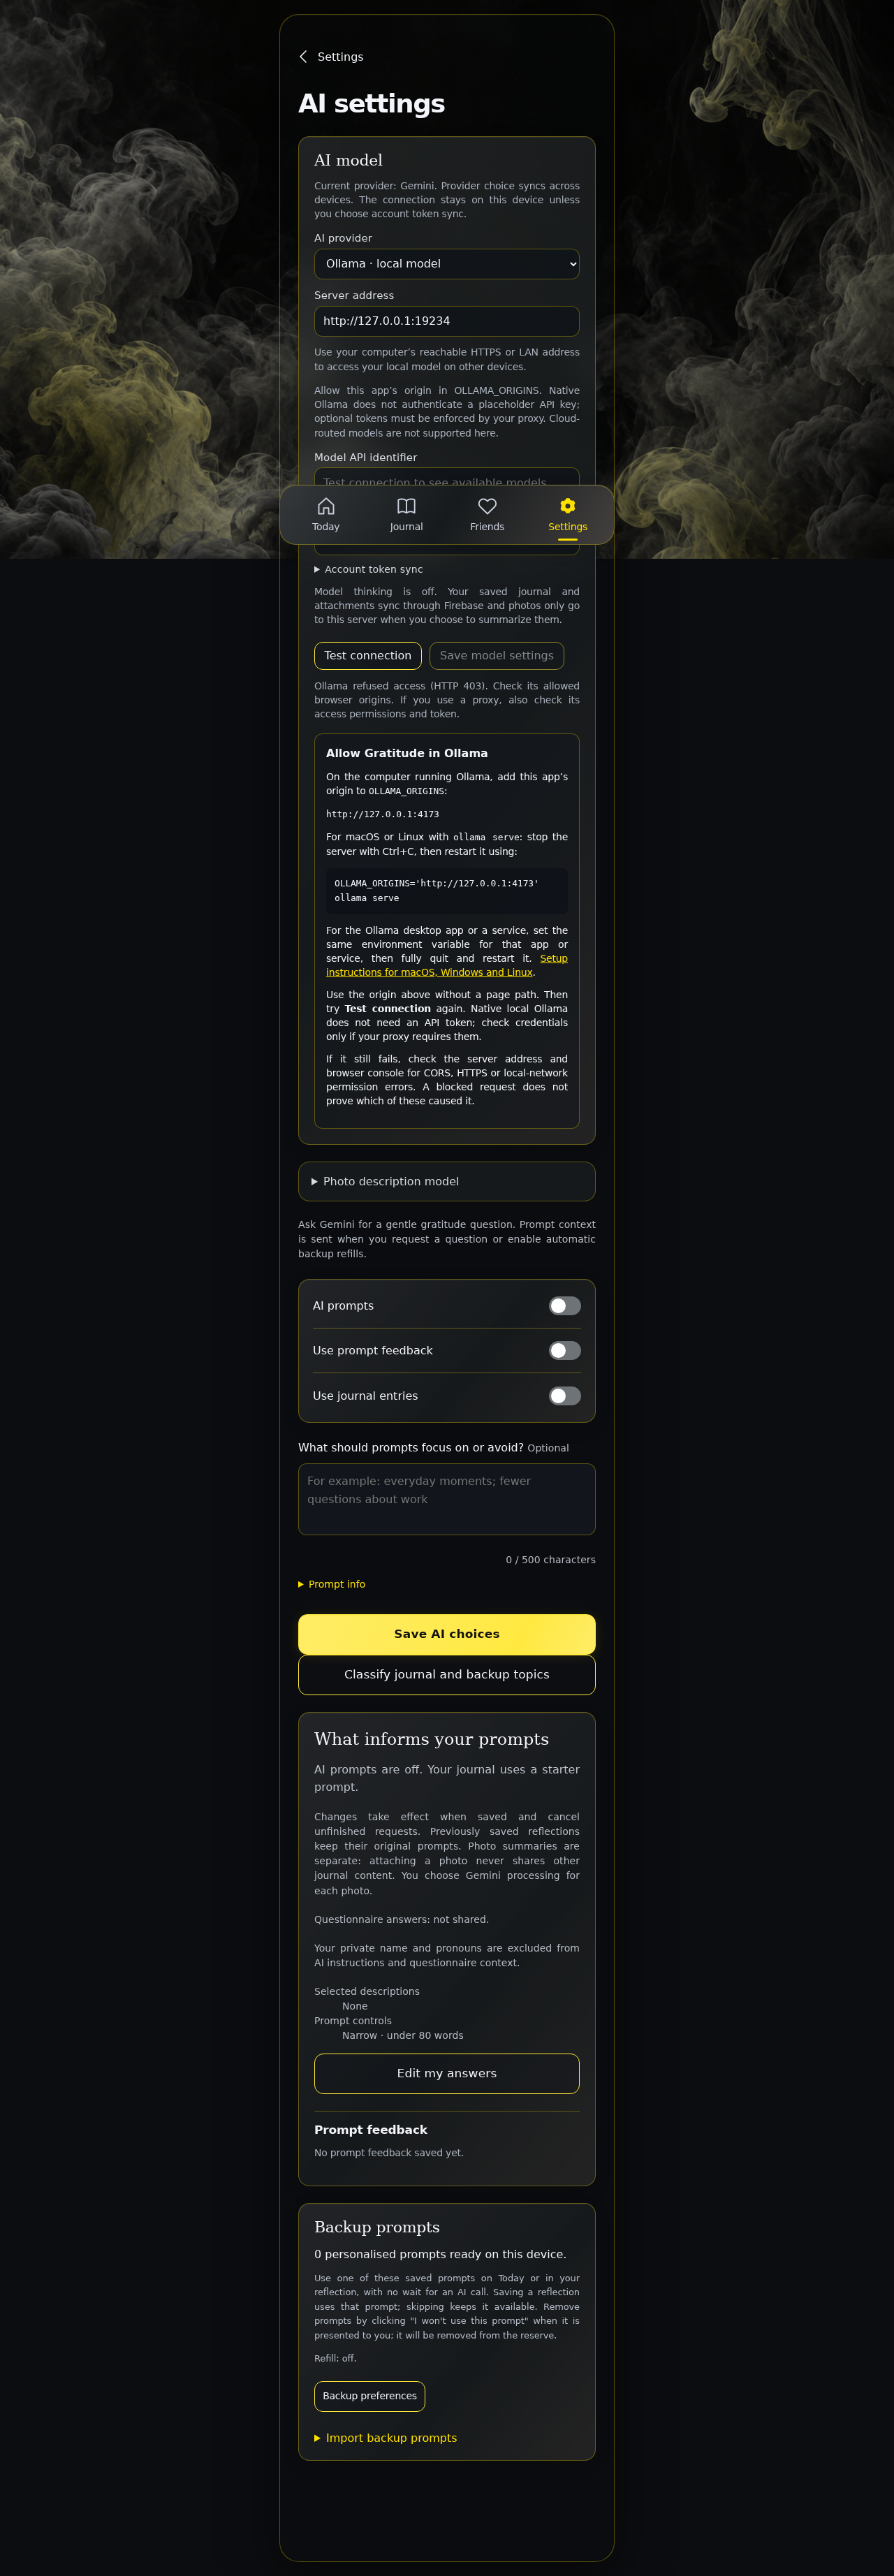 Settings
AI settings
AI model
Current provider: Gemini. Provider choice syncs across
devices. The connection stays on this device unless
you choose account token sync.
AI provider
Ollama · local model
Server address
http://127.0.0.1:19234
Use your computer’s reachable HTTPS or LAN address
to access your local model on other devices.
Allow this app’s origin in OLLAMA_ORIGINS. Native
Ollama does not authenticate a placeholder API key;
optional tokens must be enforced by your proxy. Cloud-
routed models are not supported here.
Model API identifier
Test connection to see available models
Today
Journal
Friends
Settings
Account token sync
Model thinking is off. Your saved journal and
attachments sync through Firebase and photos only go
to this server when you choose to summarize them.
Test connection
Save model settings
Ollama refused access (HTTP 403). Check its allowed
browser origins. If you use a proxy, also check its
access permissions and token.
Allow Gratitude in Ollama
On the computer running Ollama, add this app’s
origin to OLLAMA_ORIGINS:
http://127.0.0.1:4173
For macOS or Linux with ollama serve: stop the
server with Ctrl+C, then restart it using:
OLLAMA_ORIGINS='http://127.0.0.1:4173'
ollama serve
For the Ollama desktop app or a service, set the
same environment variable for that app or
service, then fully quit and restart it. Setup
instructions for macOS, Windows and Linux.
Use the origin above without a page path. Then
try Test connection again. Native local Ollama
does not need an API token; check credentials
only if your proxy requires them.
If it still fails, check the server address and
browser console for CORS, HTTPS or local-network
permission errors. A blocked request does not
prove which of these caused it.
Photo description model
Ask Gemini for a gentle gratitude question. Prompt context
is sent when you request a question or enable automatic
backup refills.
AI prompts
Use prompt feedback
Use journal entries
What should prompts focus on or avoid? Optional
For example: everyday moments; fewer
questions about work
0 / 500 characters
Prompt info
Save AI choices
Classify journal and backup topics
What informs your prompts
AI prompts are off. Your journal uses a starter
prompt.
Changes take effect when saved and cancel
unfinished requests. Previously saved reflections
keep their original prompts. Photo summaries are
separate: attaching a photo never shares other
journal content. You choose Gemini processing for
each photo.
Questionnaire answers: not shared.
Your private name and pronouns are excluded from
AI instructions and questionnaire context.
Selected descriptions
None
Prompt controls
Narrow · under 80 words
Edit my answers
Prompt feedback
No prompt feedback saved yet.
Backup prompts
0 personalised prompts ready on this device.
Use one of these saved prompts on Today or in your
reflection, with no wait for an AI call. Saving a reflection
uses that prompt; skipping keeps it available. Remove
prompts by clicking "I won't use this prompt" when it is
presented to you; it will be removed from the reserve.
Refill: off.
Backup preferences
Import backup prompts